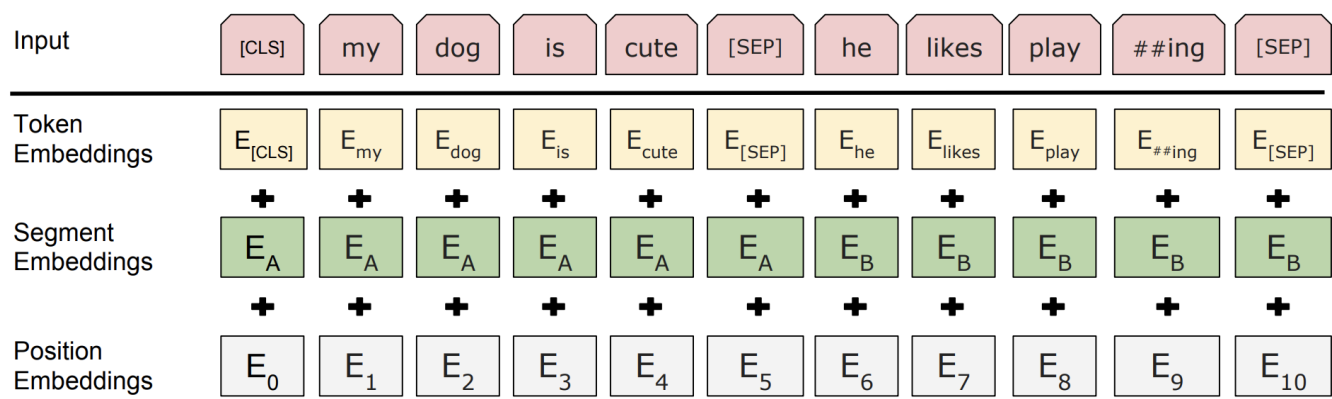 Input [CLS] my dog is cute [SEP] he likes play ##ing [SEP]
Token Embeddings E[CLS] Emy Edog Eis Ecute E[SEP] Ehe Elikes Eplay E##ing E[SEP]
+ + + + + + + + + + +
Segment Embeddings EA EA EA EA EA EA EB EB EB EB EB
+ + + + + + + + + + +
Position Embeddings E0 E1 E2 E3 E4 E5 E6 E7 E8 E9 E10